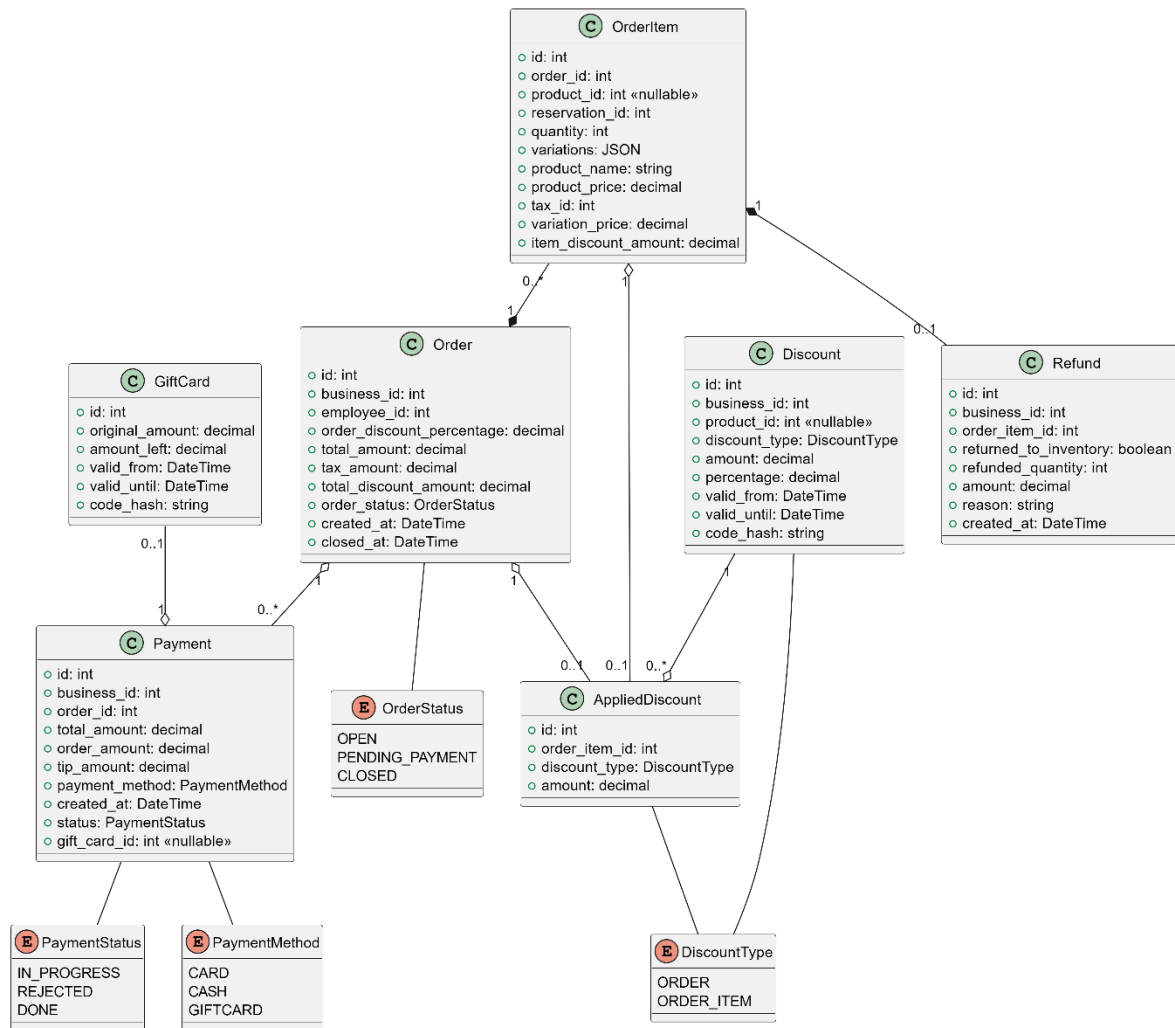 C OrderItem
id: int
order_id: int
product_id: int «nullable»
reservation_id: int
quantity: int
variations: JSON
product_name: string
product_price: decimal
tax_id: int
variation_price: decimal
item_discount_amount: decimal
1
0..*
1
1
0..1
C Order
id: int
business_id: int
employee_id: int
order_discount_percentage: decimal
total_amount: decimal
tax_amount: decimal
total_discount_amount: decimal
order_status: OrderStatus
created_at: DateTime
closed_at: DateTime
C Discount
id: int
business_id: int
product_id: int «nullable»
discount_type: DiscountType
amount: decimal
percentage: decimal
valid_from: DateTime
valid_until: DateTime
code_hash: string
C Refund
id: int
business_id: int
order_item_id: int
returned_to_inventory: boolean
refunded_quantity: int
amount: decimal
reason: string
created_at: DateTime
C GiftCard
id: int
original_amount: decimal
amount_left: decimal
valid_from: DateTime
valid_until: DateTime
code_hash: string
0..1
1
1
0..*
1
0..1
0..1
1
0..*
C Payment
id: int
business_id: int
order_id: int
total_amount: decimal
order_amount: decimal
tip_amount: decimal
payment_method: PaymentMethod
created_at: DateTime
status: PaymentStatus
gift_card_id: int «nullable»
E OrderStatus
OPEN
PENDING_PAYMENT
CLOSED
C AppliedDiscount
id: int
order_item_id: int
discount_type: DiscountType
amount: decimal
E PaymentStatus
IN_PROGRESS
REJECTED
DONE
E PaymentMethod
CARD
CASH
GIFTCARD
E DiscountType
ORDER
ORDER_ITEM